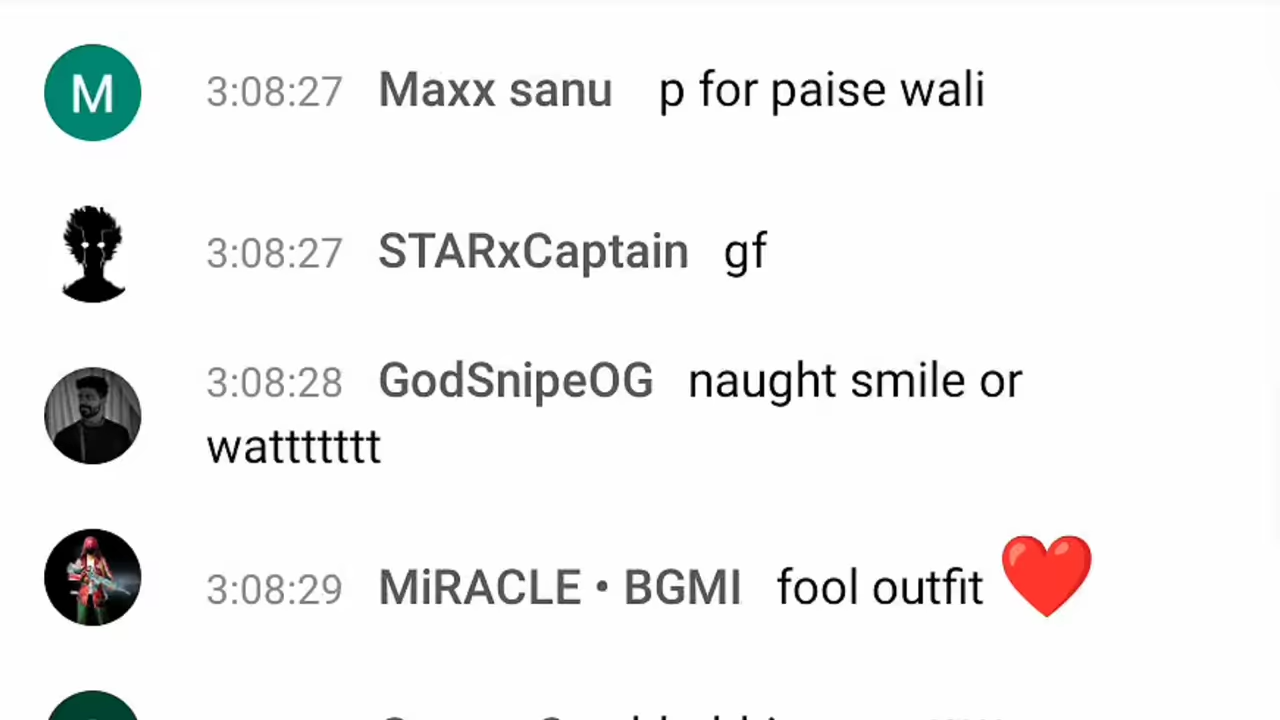 M
3:08:27 Maxx sanu p for paise wali
3:08:27 STARxCaptain gf
3:08:28 GodSnipeOG naught smile or
wattttttt
3:08:29 MiRACLE • BGMI fool outfit ❤️